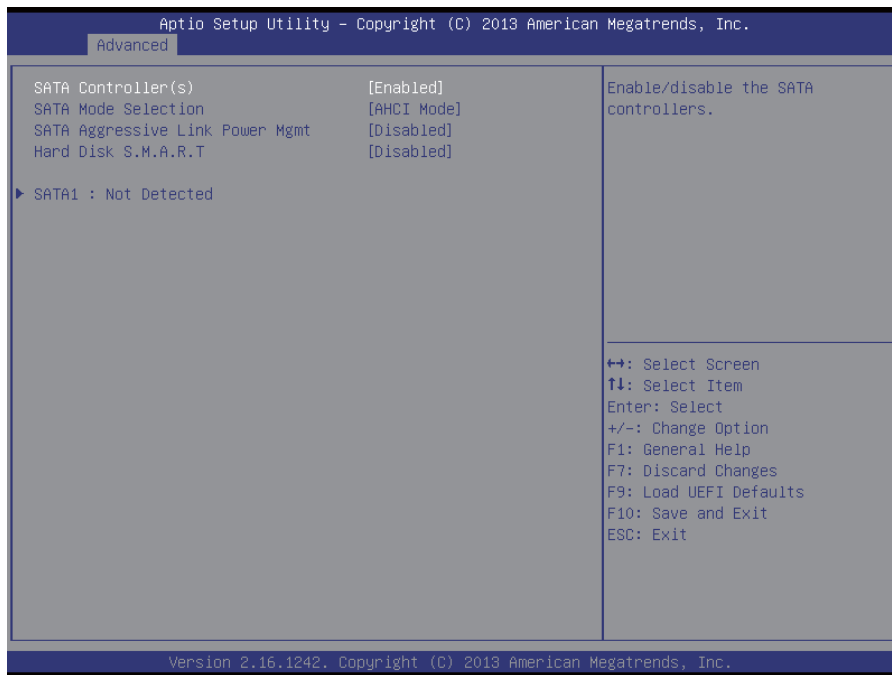 Aptio Setup Utility – Copyright (C) 2013 American Megatrends, Inc.
Advanced
SATA Controller(s) [Enabled]
SATA Mode Selection [AHCI Mode]
SATA Aggressive Link Power Mgmt [Disabled]
Hard Disk S.M.A.R.T [Disabled]
SATA1 : Not Detected
Enable/disable the SATA
controllers.
↔: Select Screen
↑↓: Select Item
Enter: Select
+/-: Change Option
F1: General Help
F7: Discard Changes
F9: Load UEFI Defaults
F10: Save and Exit
ESC: Exit
Version 2.16.1242. Copyright (C) 2013 American Megatrends, Inc.